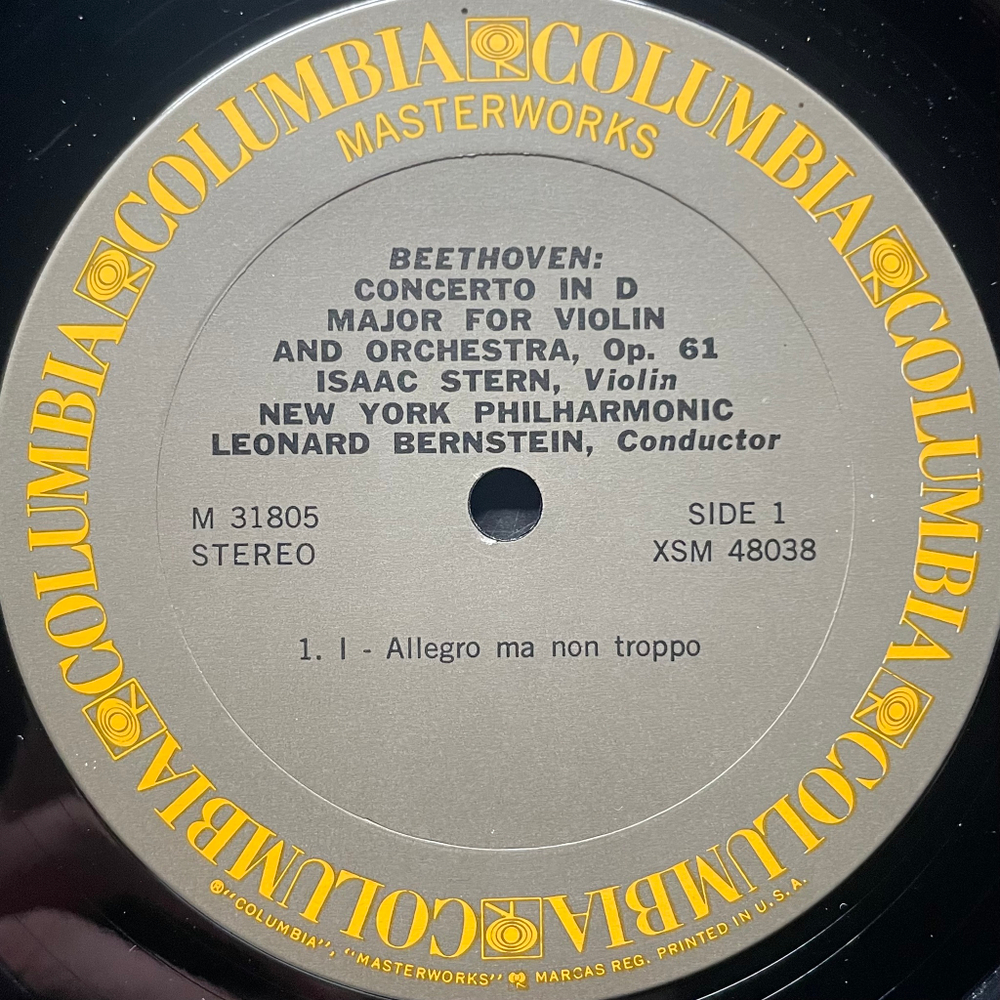 COLUMBIA COLUMBIA COLUMBIA COLUMBIA COLUMBIA COLUMBIA
MASTERWORKS
BEETHOVEN:
CONCERTO IN D
MAJOR FOR VIOLIN
AND ORCHESTRA, Op. 61
ISAAC STERN, Violin
NEW YORK PHILHARMONIC
LEONARD BERNSTEIN, Conductor
M 31805
STEREO
SIDE 1
XSM 48038
1. I - Allegro ma non troppo
®"COLUMBIA", "MASTERWORKS" MARCAS REG. PRINTED IN U.S.A.